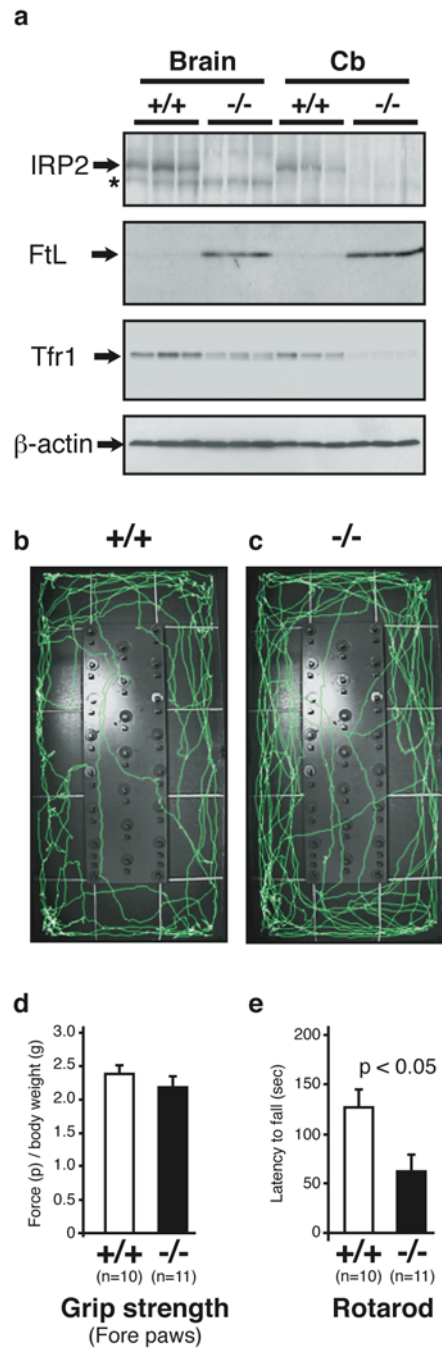 a
Brain Cb
+/+ -/- +/+ -/-
IRP2
*
FtL
Tfr1
β-actin
b +/+ c -/-
d
Force (p) / body weight (g)
3.0
2.5
2.0
1.5
1.0
0.5
0
+/+ -/-
(n=10) (n=11)
Grip strength
(Fore paws)
e
Latency to fall (sec)
200
150
100
50
0
p < 0.05
+/+ -/-
(n=10) (n=11)
Rotarod